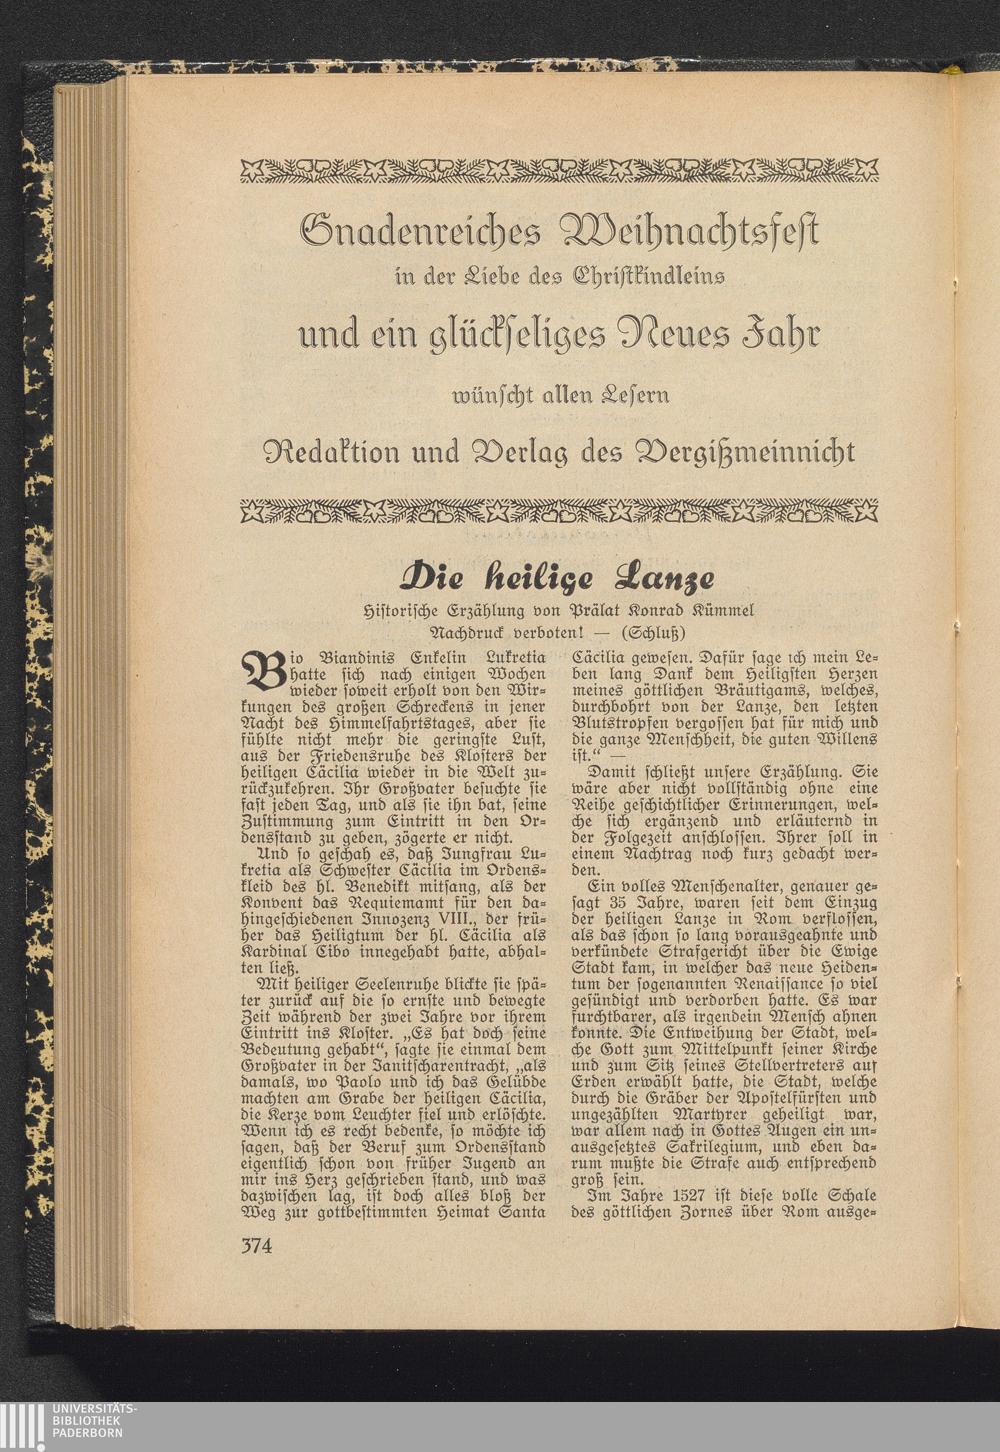 Gnadenreiches Weihnachtsfest
in der Liebe des Christkindleins
und ein glückseliges Neues Jahr
wünscht allen Lesern
Redaktion und Verlag des Vergißmeinnicht
Die heilige Lanze
Historische Erzählung von Prälat Konrad Kümmel
Nachdruck verboten! — (Schluß)
Bio Biandinis Enkelin Lukretia
hatte sich nach einigen Wochen
wieder soweit erholt von den Wir-
kungen des großen Schreckens in jener
Nacht des Himmelfahrtstages, aber sie
fühlte nicht mehr die geringste Lust,
aus der Friedensruhe des Klosters der
heiligen Cäcilia wieder in die Welt zu-
rückzukehren. Ihr Großvater besuchte sie
fast jeden Tag, und als sie ihn bat, seine
Zustimmung zum Eintritt in den Or-
densstand zu geben, zögerte er nicht.
Und so geschah es, daß Jungfrau Lu-
kretia als Schwester Cäcilia im Ordens-
kleid des hl. Benedikt mitsang, als der
Konvent das Requiemamt für den da-
hingeschiedenen Innozenz VIII., der frü-
her das Heiligtum der hl. Cäcilia als
Kardinal Cibo innegehabt hatte, abhal-
ten ließ.
Mit heiliger Seelenruhe blickte sie spä-
ter zurück auf die so ernste und bewegte
Zeit während der zwei Jahre vor ihrem
Eintritt ins Kloster. „Es hat doch seine
Bedeutung gehabt“, sagte sie einmal dem
Großvater in der Janitscharentracht, „als
damals, wo Paolo und ich das Gelübde
machten am Grabe der heiligen Cäcilia,
die Kerze vom Leuchter fiel und erlöschte.
Wenn ich es recht bedenke, so möchte ich
sagen, daß der Beruf zum Ordensstand
eigentlich schon von früher Jugend an
mir ins Herz geschrieben stand, und was
dazwischen lag, ist doch alles bloß der
Weg zur gottbestimmten Heimat Santa
Cäcilia gewesen. Dafür sage ich mein Le-
ben lang Dank dem Heiligsten Herzen
meines göttlichen Bräutigams, welches,
durchbohrt von der Lanze, den letzten
Blutstropfen vergossen hat für mich und
die ganze Menschheit, die guten Willens
ist.“ —
Damit schließt unsere Erzählung. Sie
wäre aber nicht vollständig ohne eine
Reihe geschichtlicher Erinnerungen, wel-
che sich ergänzend und erläuternd in
der Folgezeit anschlossen. Ihrer soll in
einem Nachtrag noch kurz gedacht wer-
den.
Ein volles Menschenalter, genauer ge-
sagt 35 Jahre, waren seit dem Einzug
der heiligen Lanze in Rom verflossen,
als das schon so lang vorausgeahnte und
verkündete Strafgericht über die Ewige
Stadt kam, in welcher das neue Heiden-
tum der sogenannten Renaissance so viel
gesündigt und verdorben hatte. Es war
furchtbarer, als irgendein Mensch ahnen
konnte. Die Entweihung der Stadt, wel-
che Gott zum Mittelpunkt seiner Kirche
und zum Sitz seines Stellvertreters auf
Erden erwählt hatte, die Stadt, welche
durch die Gräber der Apostelfürsten und
ungezählten Martyrer geheiligt war,
war allem nach in Gottes Augen ein un-
ausgesetztes Sakrilegium, und eben da-
rum mußte die Strafe auch entsprechend
groß sein.
Im Jahre 1527 ist diese volle Schale
des göttlichen Zornes über Rom ausge-
374
UNIVERSITÄTS-
BIBLIOTHEK
PADERBORN